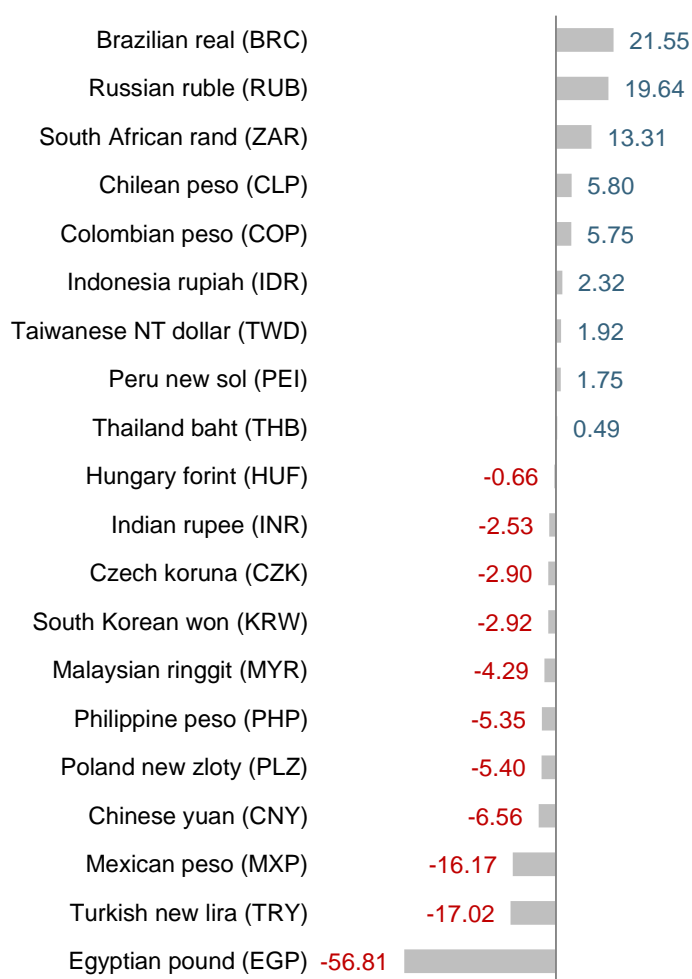 Brazilian real (BRC) 21.55
Russian ruble (RUB) 19.64
South African rand (ZAR) 13.31
Chilean peso (CLP) 5.80
Colombian peso (COP) 5.75
Indonesia rupiah (IDR) 2.32
Taiwanese NT dollar (TWD) 1.92
Peru new sol (PEI) 1.75
Thailand baht (THB) 0.49
Hungary forint (HUF) -0.66
Indian rupee (INR) -2.53
Czech koruna (CZK) -2.90
South Korean won (KRW) -2.92
Malaysian ringgit (MYR) -4.29
Philippine peso (PHP) -5.35
Poland new zloty (PLZ) -5.40
Chinese yuan (CNY) -6.56
Mexican peso (MXP) -16.17
Turkish new lira (TRY) -17.02
Egyptian pound (EGP) -56.81